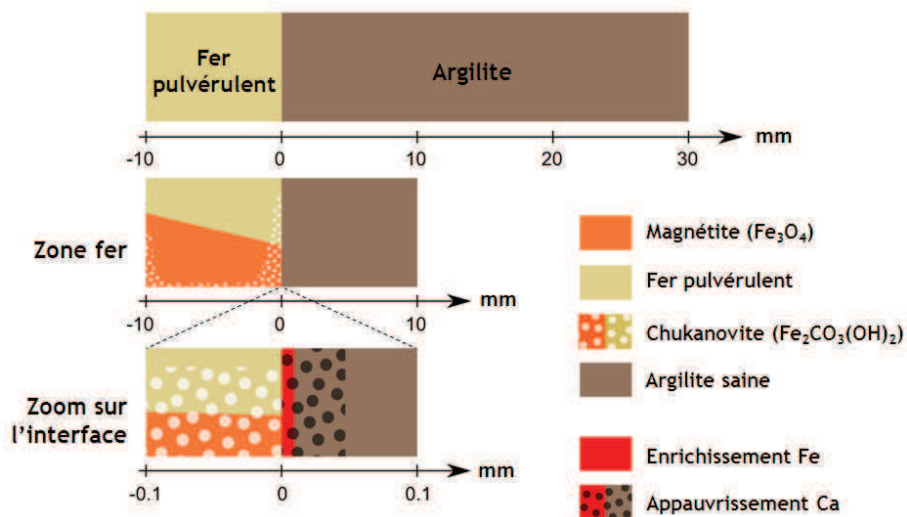 Fer
pulvérulent
Argilite
mm
-10
0
10
20
30
Zone fer
mm
-10
0
10
Magnétite (Fe₃O₄)
Fer pulvérulent
Chukanovite (Fe₂CO₃(OH)₂)
Argilite saine
Zoom sur
l'interface
mm
-0.1
0
0.1
Enrichissement Fe
Appauvrissement Ca